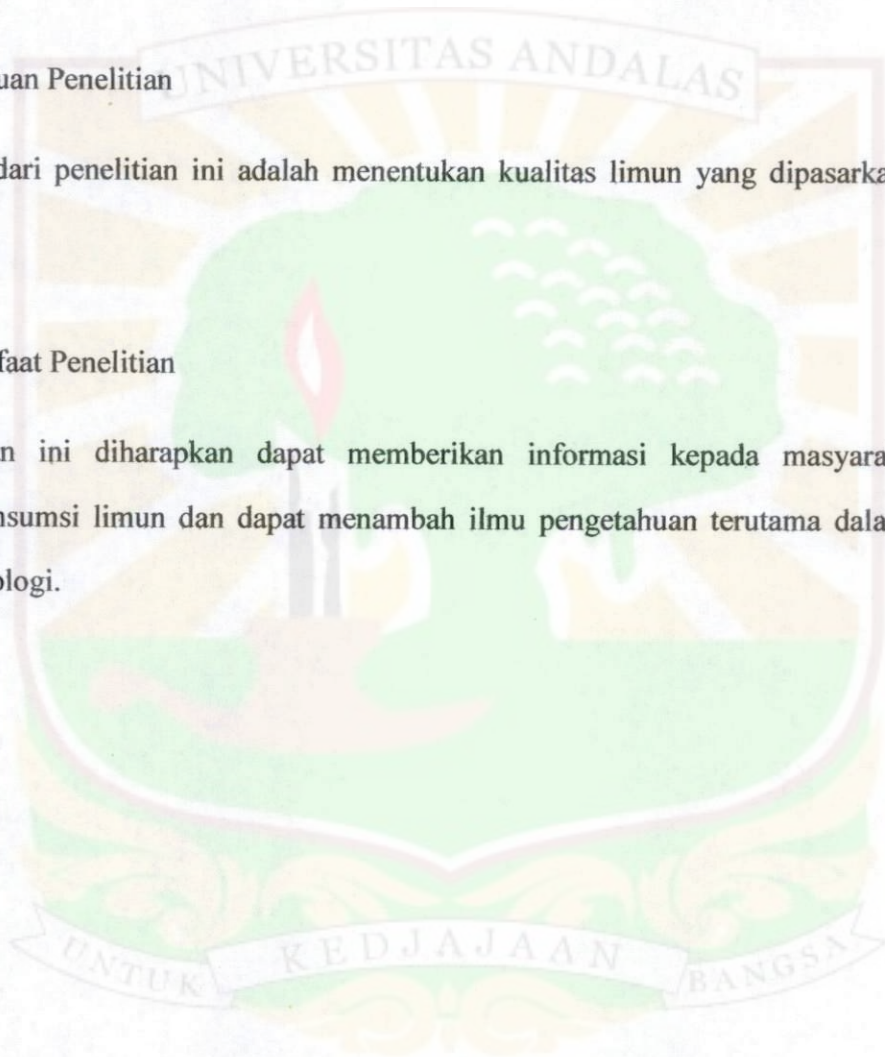 UNIVERSITAS ANDALAS
uan Penelitian
dari penelitian ini adalah menentukan kualitas limun yang dipasarka
faat Penelitian
n ini diharapkan dapat memberikan informasi kepada masyara
nsumsi limun dan dapat menambah ilmu pengetahuan terutama dala
ologi.
UNTUK KEDJAJAAN BANGSA